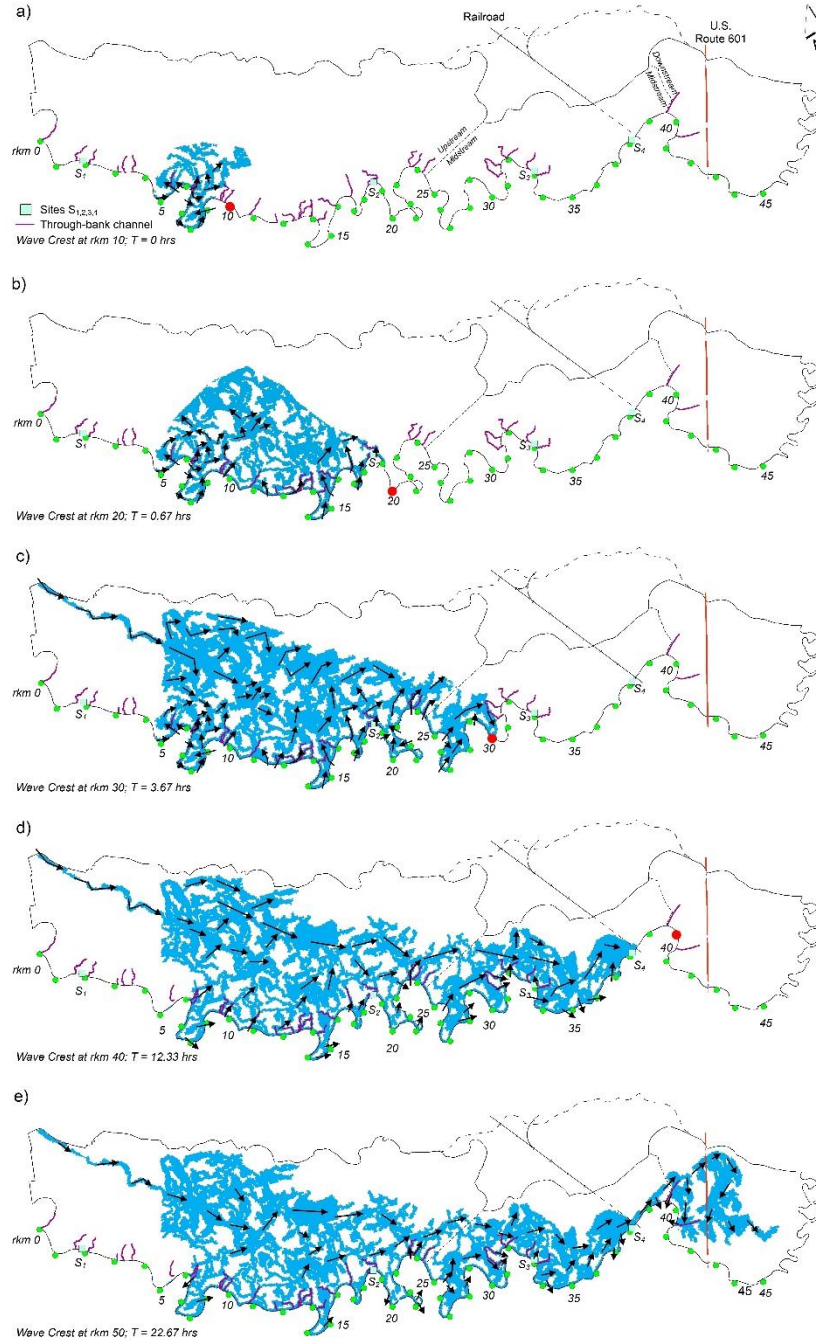 a)
Railroad
U.S.
Route 601
Downstream
Midstream
Upstream
Midstream
rkm 0
S1
5
10
15
S2
20
25
30
S3
35
S4
40
45
Sites S1,2,3,4
Through-bank channel
Wave Crest at rkm 10; T = 0 hrs
b)
rkm 0
S1
5
10
15
S2
20
25
30
S3
35
S4
40
45
Wave Crest at rkm 20; T = 0.67 hrs
c)
rkm 0
S1
5
10
15
S2
20
25
30
S3
35
S4
40
45
Wave Crest at rkm 30; T = 3.67 hrs
d)
rkm 0
S1
5
10
15
S2
20
25
30
S3
35
S4
40
45
Wave Crest at rkm 40; T = 12.33 hrs
e)
rkm 0
S1
5
10
15
S2
20
25
30
S3
35
S4
40
45
45
Wave Crest at rkm 50; T = 22.67 hrs